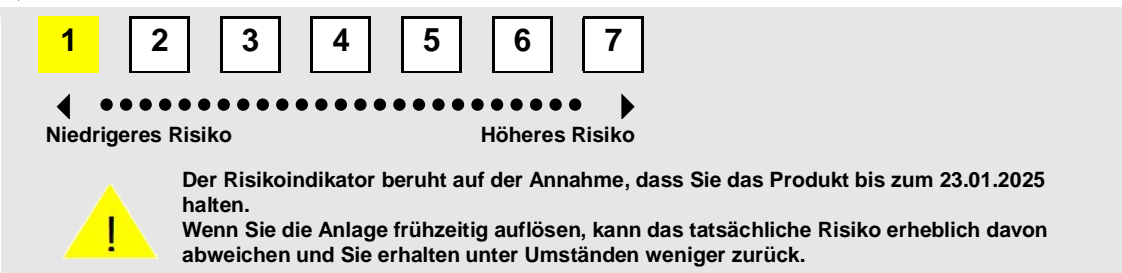 1 2 3 4 5 6 7
Niedrigeres Risiko Höheres Risiko
Der Risikoindikator beruht auf der Annahme, dass Sie das Produkt bis zum 23.01.2025
halten.
Wenn Sie die Anlage frühzeitig auflösen, kann das tatsächliche Risiko erheblich davon
! abweichen und Sie erhalten unter Umständen weniger zurück.